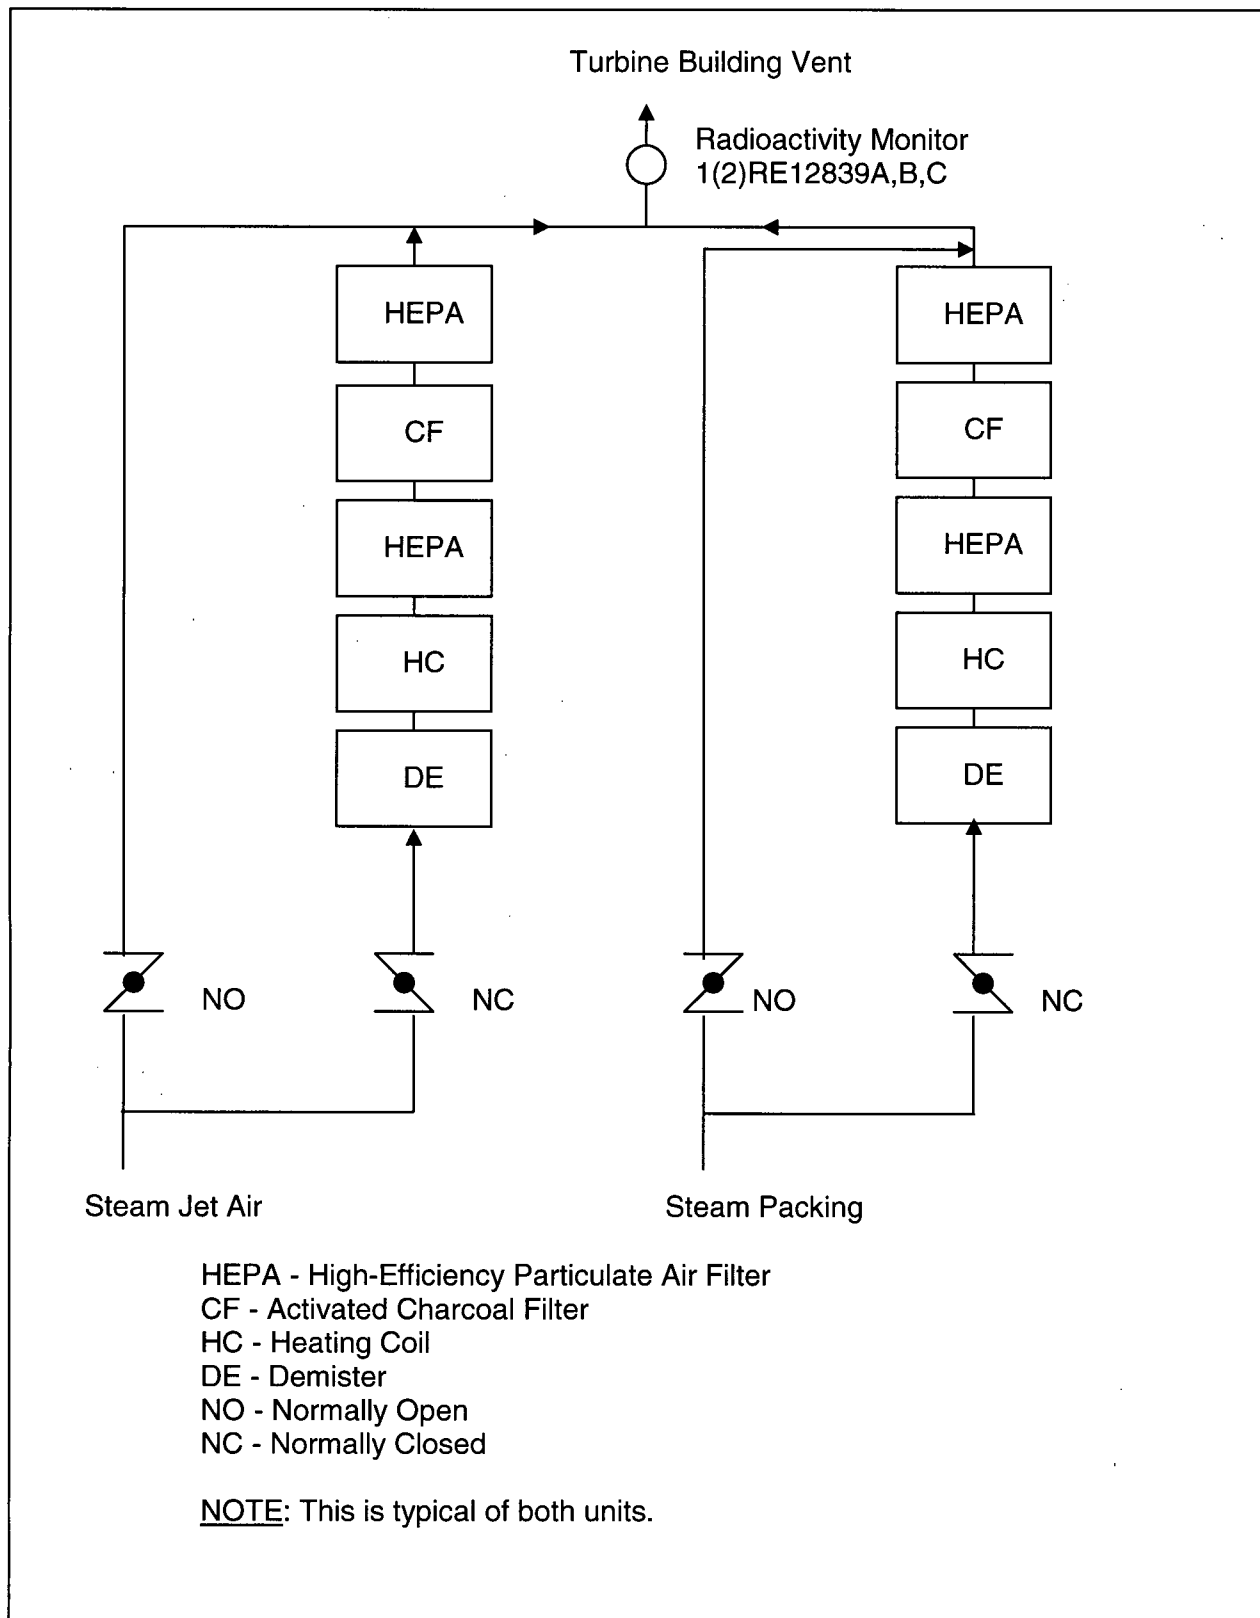 Turbine Building Vent
Radioactivity Monitor
1(2)RE12839A,B,C
HEPA
HEPA
CF
CF
HEPA
HEPA
HC
HC
DE
DE
NO
NC
NO
NC
Steam Jet Air
Steam Packing
HEPA - High-Efficiency Particulate Air Filter
CF - Activated Charcoal Filter
HC - Heating Coil
DE - Demister
NO - Normally Open
NC - Normally Closed
NOTE: This is typical of both units.